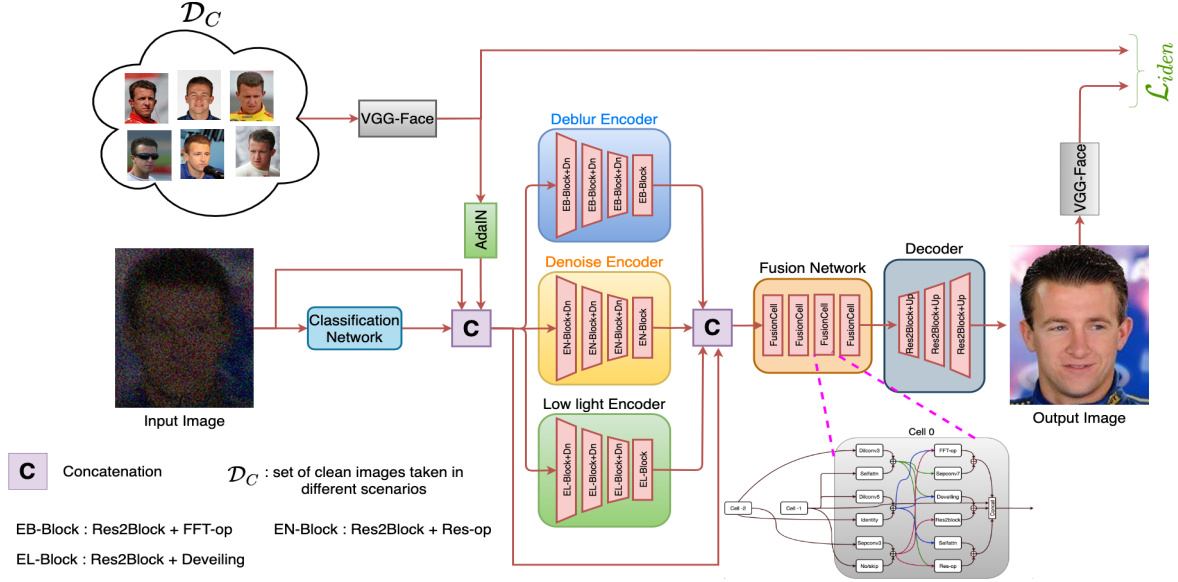 𝒟_C
VGG-Face
ℒ_iden
AdaIN
Deblur Encoder
EB-Block+Dn
EB-Block+Dn
EB-Block+Dn
EB-Block
VGG-Face
Input Image
Classification
Network
C
Denoise Encoder
EN-Block+Dn
EN-Block+Dn
EN-Block+Dn
EN-Block
Low light Encoder
EL-Block+Dn
EL-Block+Dn
EL-Block+Dn
EL-Block
C
Fusion Network
FusionCell
FusionCell
FusionCell
FusionCell
Decoder
Res2Block+Up
Res2Block+Up
Res2Block+Up
Output Image
C
Concatenation
𝒟_C : set of clean images taken in
different scenarios
EB-Block : Res2Block + FFT-op
EN-Block : Res2Block + Res-op
EL-Block : Res2Block + Deveiling
Cell 0
Cell -2
Cell -1
Dilconv3
Selfattn
Dilconv5
Identity
Sepconv3
No/skip
FFT-op
Sepconv7
Deveiling
Res2block
Selfattn
Res-op
Concat